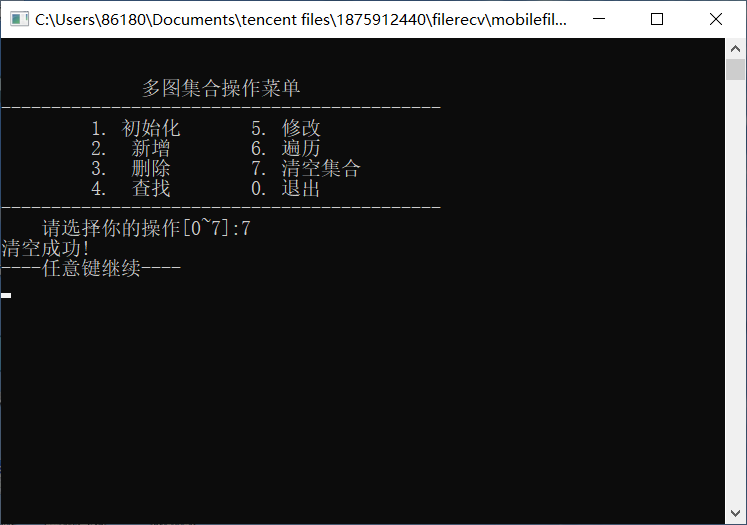 C:\Users\86180\Documents\tencent files\1875912440\filerecv\mobilefil...
多图集合操作菜单
--------------------------------------------
1. 初始化 5. 修改
2. 新增 6. 遍历
3. 删除 7. 清空集合
4. 查找 0. 退出
--------------------------------------------
请选择你的操作[0~7]:7
清空成功!
----任意键继续----